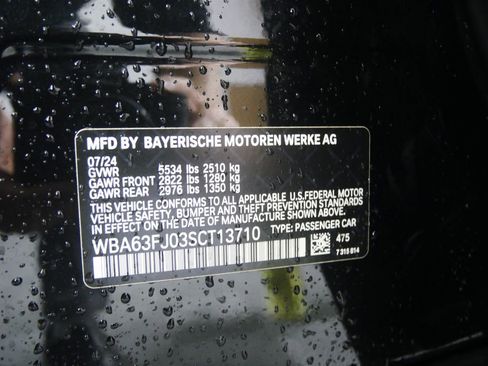 MFD BY BAYERISCHE MOTOREN WERKE AG
07/24
GVWR 5534 lbs 2510 kg
GAWR FRONT 2822 lbs 1280 kg
GAWR REAR 2976 lbs 1350 kg
THIS VEHICLE CONFORMS TO ALL APPLICABLE U.S.FEDERAL MOTOR
VEHICLE SAFETY, BUMPER AND THEFT PREVENTION STANDARDS
IN EFFECT ON THE DATE OF MANUFACTURE SHOWN ABOVE.
WBA63FJ03SCT13710 TYPE: PASSENGER CAR
475
7 315 814